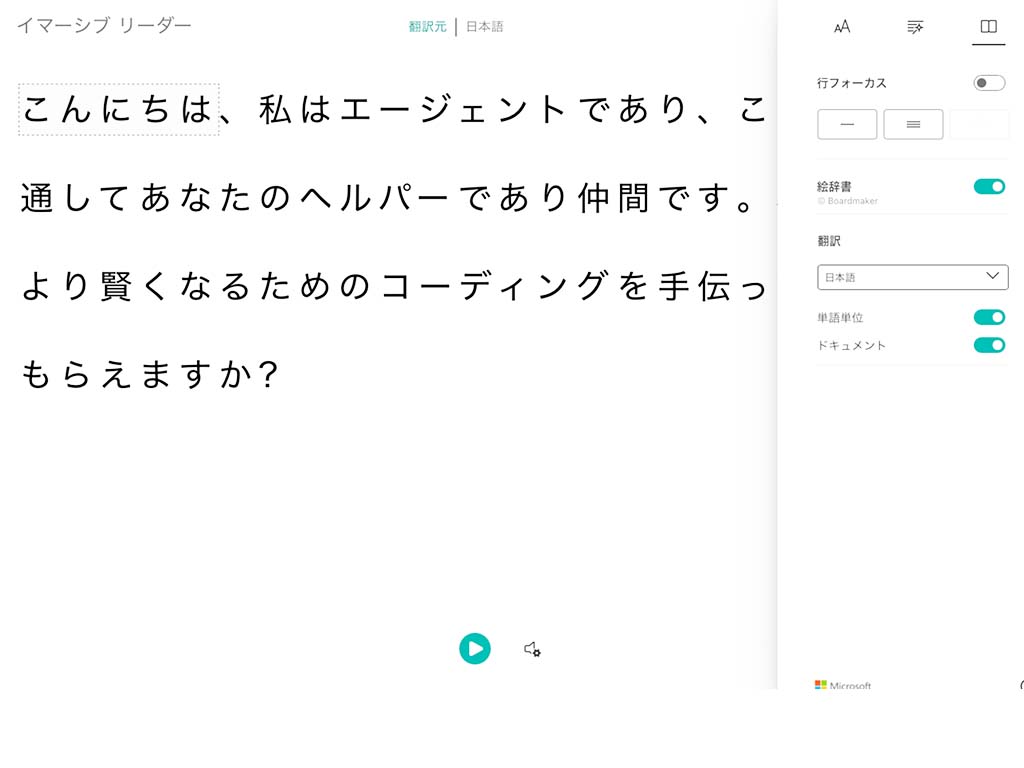 イマーシブ リーダー
翻訳元 | 日本語
こんにちは、私はエージェントであり、こ
通してあなたのヘルパーであり仲間です。
より賢くなるためのコーディングを手伝っ
もらえますか?
AA
行フォーカス
絵辞書
© Boardmaker
翻訳
日本語
単語単位
ドキュメント
Microsoft